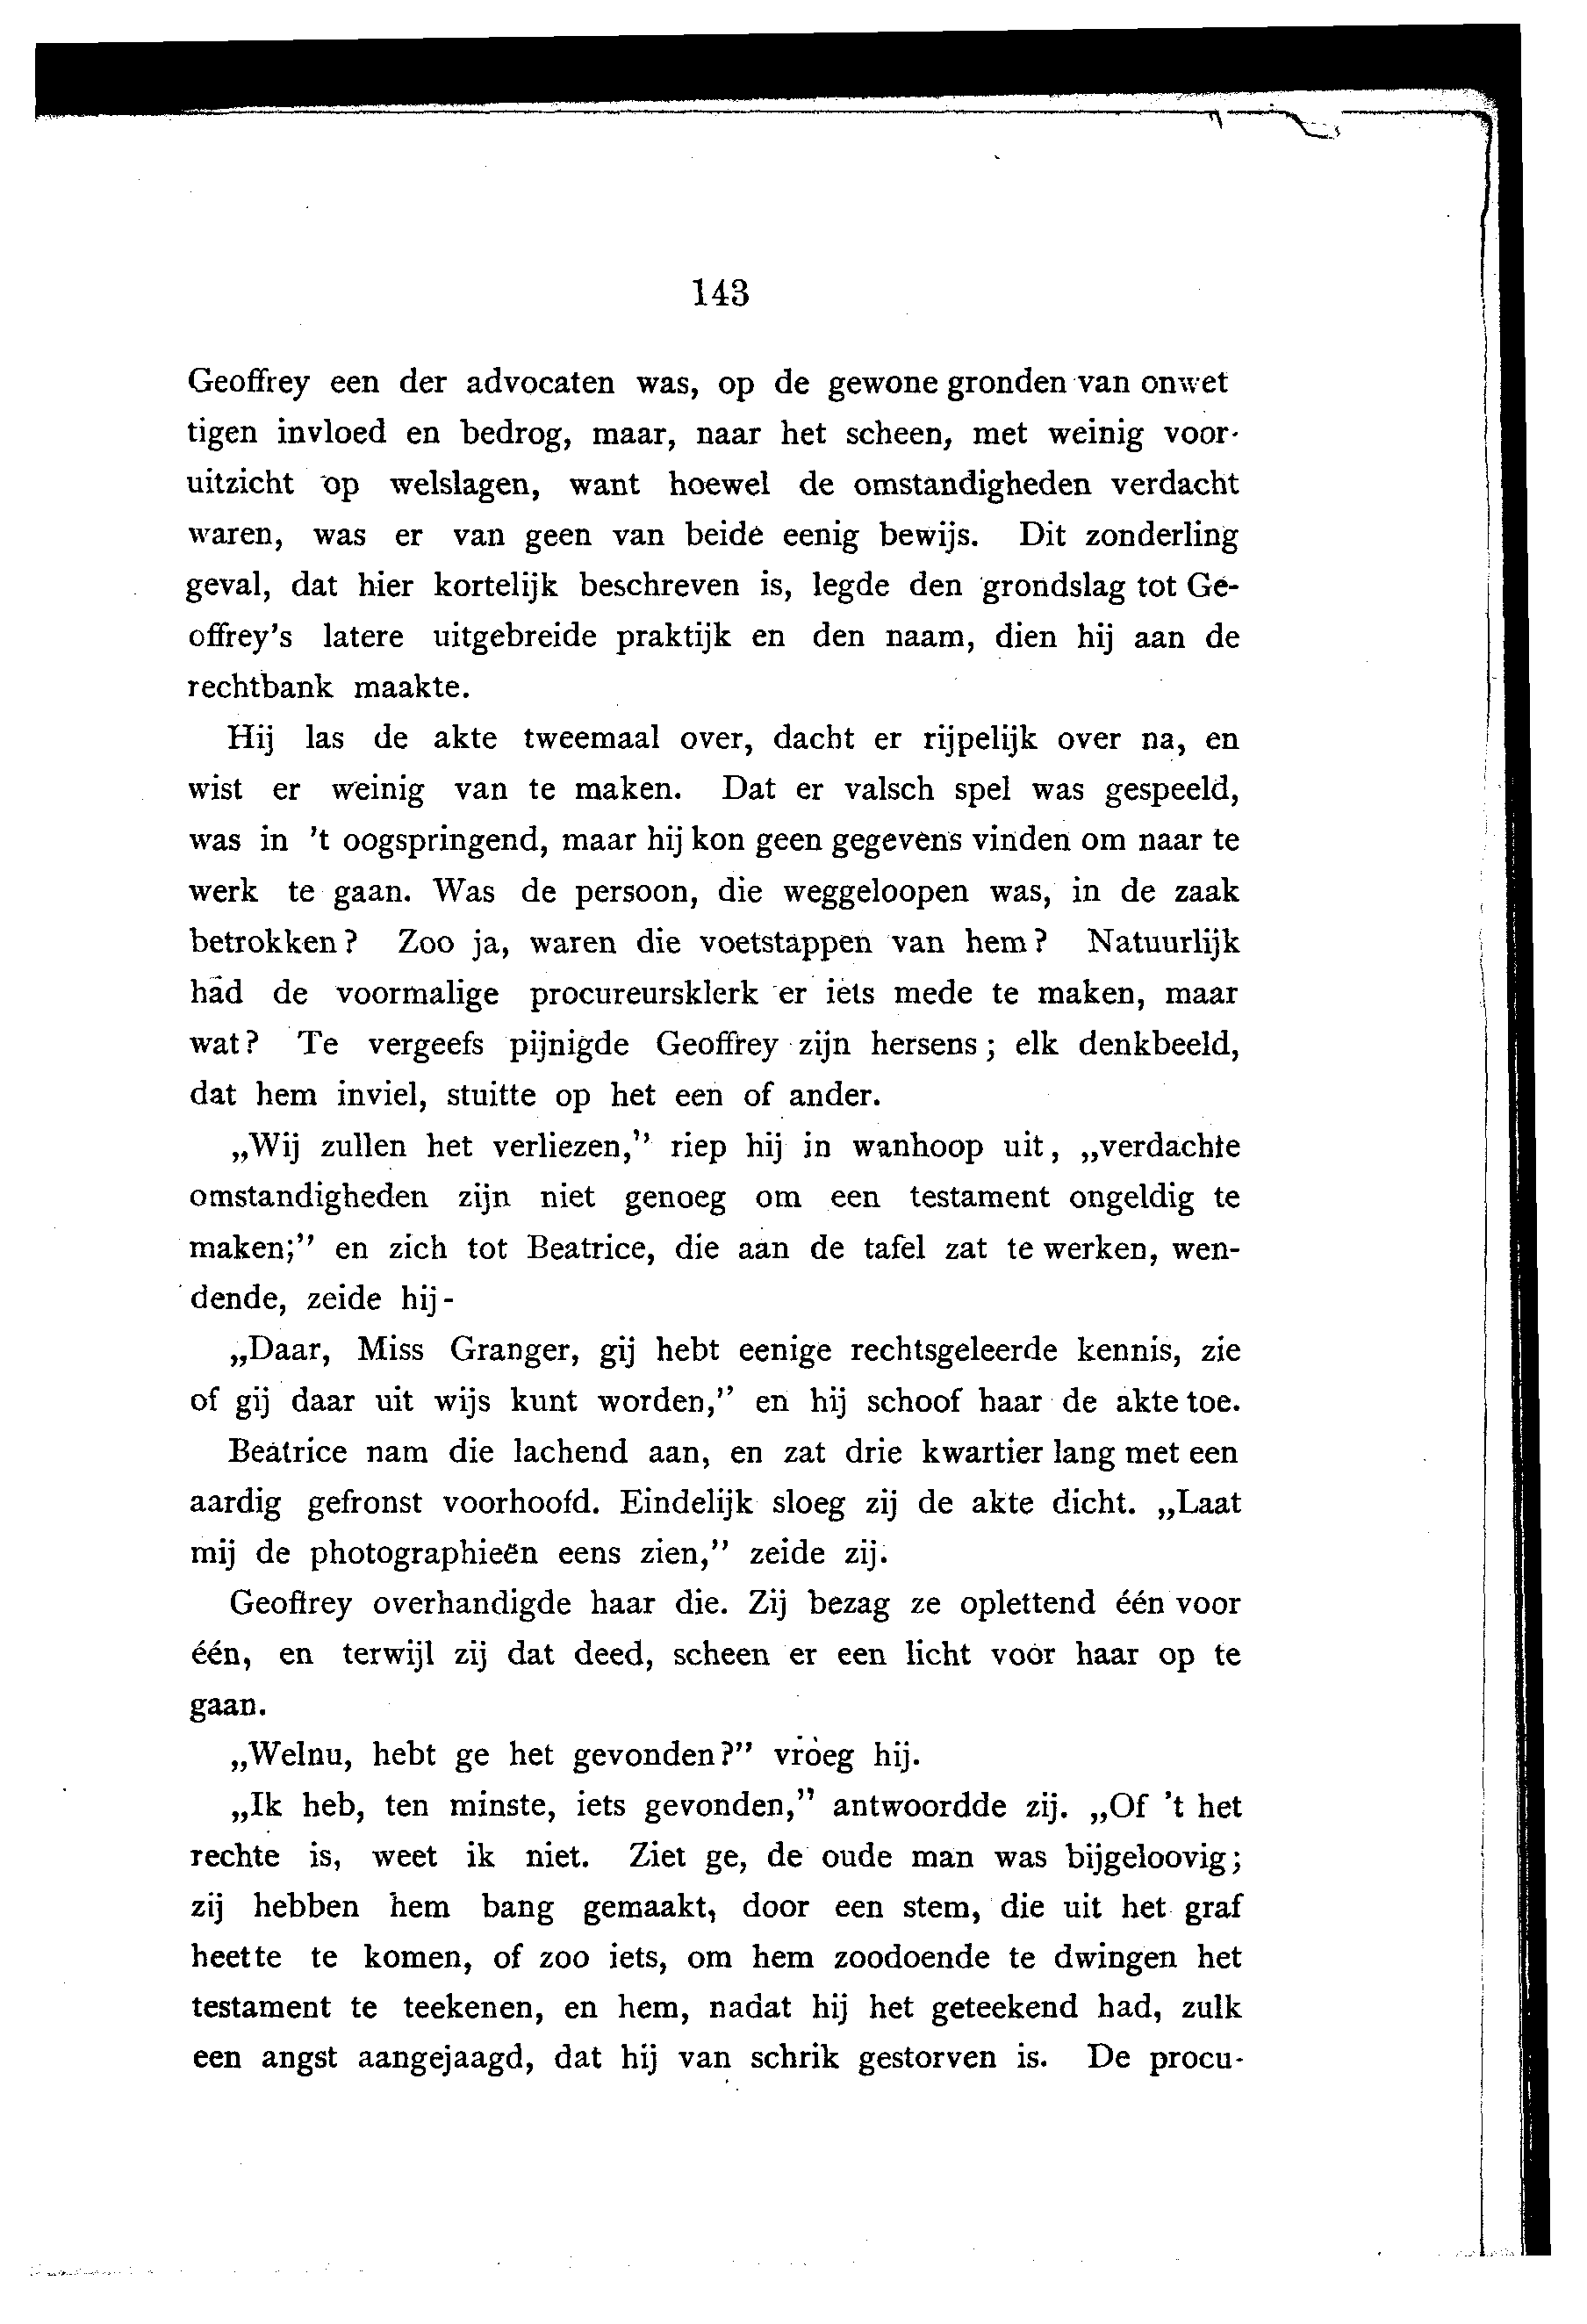 143
Geoffrey een der advocaten was, op de gewone gronden van onwet
tigen invloed en bedrog, maar, naar het scheen, met weinig voor-
uitzicht op welslagen, want hoewel de omstandigheden verdacht
waren, was er van geen van beide eenig bewijs. Dit zonderling
geval, dat hier kortelijk beschreven is, legde den grondslag tot Ge-
offrey's latere uitgebreide praktijk en den naam, dien hij aan de
rechtbank maakte.
Hij las de akte tweemaal over, dacht er rijpelijk over na, en
wist er weinig van te maken. Dat er valsch spel was gespeeld,
was in 't oogspringend, maar hij kon geen gegevens vinden om naar te
werk te gaan. Was de persoon, die weggeloopen was, in de zaak
betrokken? Zoo ja, waren die voetstappen van hem? Natuurlijk
had de voormalige procureursklerk er iets mede te maken, maar
wat? Te vergeefs pijnigde Geoffrey zijn hersens; elk denkbeeld,
dat hem inviel, stuitte op het een of ander.
„Wij zullen het verliezen,” riep hij in wanhoop uit, „verdachte
omstandigheden zijn niet genoeg om een testament ongeldig te
maken;” en zich tot Beatrice, die aan de tafel zat te werken, wen-
dende, zeide hij-
„Daar, Miss Granger, gij hebt eenige rechtsgeleerde kennis, zie
of gij daar uit wijs kunt worden,” en hij schoof haar de akte toe.
Beatrice nam die lachend aan, en zat drie kwartier lang met een
aardig gefronst voorhoofd. Eindelijk sloeg zij de akte dicht. „Laat
mij de photographieën eens zien,” zeide zij.
Geoffrey overhandigde haar die. Zij bezag ze oplettend één voor
één, en terwijl zij dat deed, scheen er een licht voor haar op te
gaan.
„Welnu, hebt ge het gevonden?” vroeg hij.
„Ik heb, ten minste, iets gevonden,” antwoordde zij. „Of 't het
rechte is, weet ik niet. Ziet ge, de oude man was bijgeloovig;
zij hebben hem bang gemaakt, door een stem, die uit het graf
heette te komen, of zoo iets, om hem zoodoende te dwingen het
testament te teekenen, en hem, nadat hij het geteekend had, zulk
een angst aangejaagd, dat hij van schrik gestorven is. De procu-